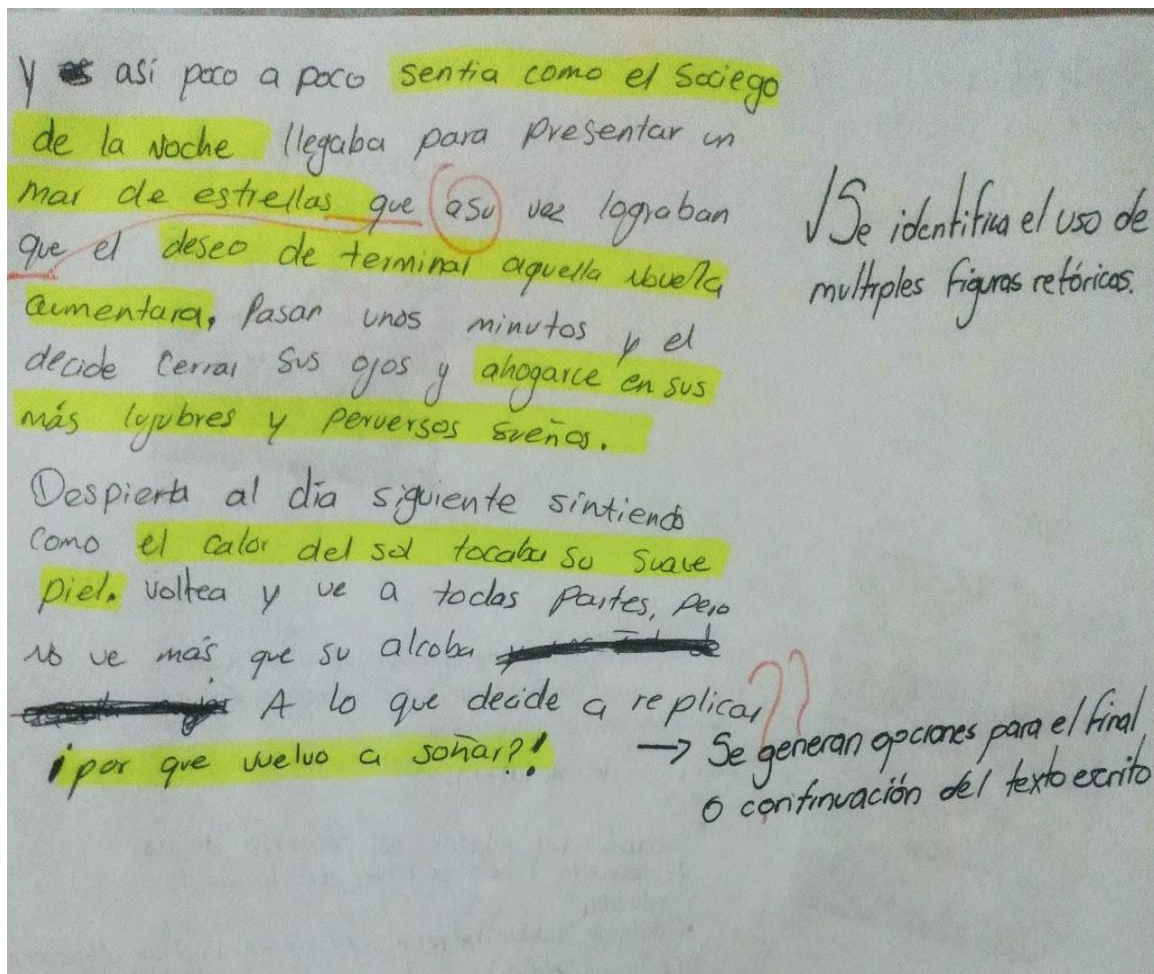 y así poco a poco sentia como el Sociego
de la Noche llegaba para presentar un
mar de estrellas que asu vez lograban
que el deseo de terminar aquella
aumentara, Pasan unos minutos y el
decide cerrar sus ojos y ahogarce en sus
más lujubres y perversos sueños.
Despierta al día siguiente sintiendo
como el calor del sol tocaba su suave
piel. voltea y ve a todas partes, pero
no ve más que su alcoba
A lo que decide a replicar
¡por que vuelvo a soñar?!
√ Se identifica el uso de
multiples figuras retóricas.
??
→ Se generan opciones para el final
o continuación del texto escrito